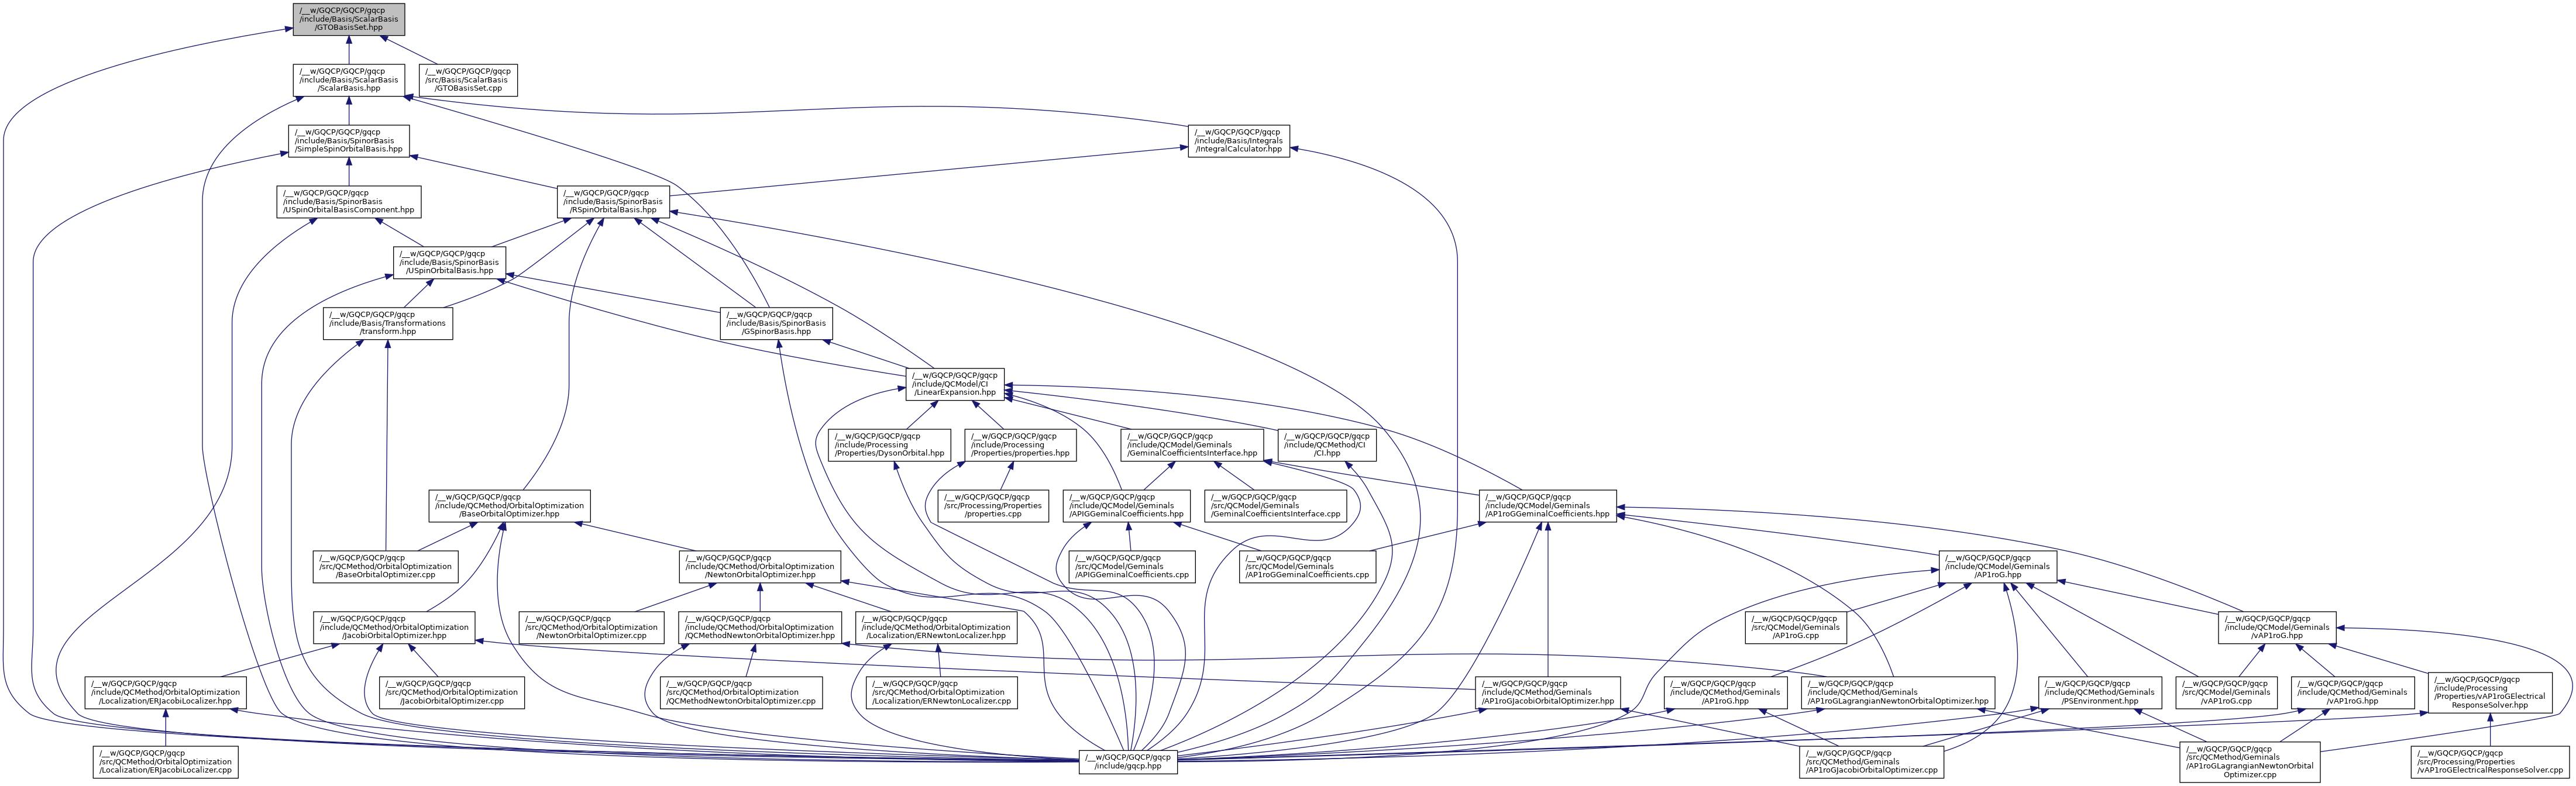 /__w/GQCP/GQCP/gqcp
/include/Basis/ScalarBasis
/GTOBasisSet.hpp
/__w/GQCP/GQCP/gqcp
/include/Basis/ScalarBasis
/ScalarBasis.hpp
/__w/GQCP/GQCP/gqcp
/src/Basis/ScalarBasis
/GTOBasisSet.cpp
/__w/GQCP/GQCP/gqcp
/include/Basis/SpinorBasis
/SimpleSpinOrbitalBasis.hpp
/__w/GQCP/GQCP/gqcp
/include/Basis/Integrals
/IntegralCalculator.hpp
/__w/GQCP/GQCP/gqcp
/include/Basis/SpinorBasis
/USpinOrbitalBasisComponent.hpp
/__w/GQCP/GQCP/gqcp
/include/Basis/SpinorBasis
/RSpinOrbitalBasis.hpp
/__w/GQCP/GQCP/gqcp
/include/Basis/SpinorBasis
/USpinOrbitalBasis.hpp
/__w/GQCP/GQCP/gqcp
/include/Basis/Transformations
/transform.hpp
/__w/GQCP/GQCP/gqcp
/include/Basis/SpinorBasis
/GSpinorBasis.hpp
/__w/GQCP/GQCP/gqcp
/include/QCModel/CI
/LinearExpansion.hpp
/__w/GQCP/GQCP/gqcp
/include/Processing
/Properties/DysonOrbital.hpp
/__w/GQCP/GQCP/gqcp
/include/Processing
/Properties/properties.hpp
/__w/GQCP/GQCP/gqcp
/include/QCModel/Geminals
/GeminalCoefficientsInterface.hpp
/__w/GQCP/GQCP/gqcp
/include/QCMethod/CI
/CI.hpp
/__w/GQCP/GQCP/gqcp
/include/QCMethod/OrbitalOptimization
/BaseOrbitalOptimizer.hpp
/__w/GQCP/GQCP/gqcp
/src/Processing/Properties
/properties.cpp
/__w/GQCP/GQCP/gqcp
/include/QCModel/Geminals
/APIGGeminalCoefficients.hpp
/__w/GQCP/GQCP/gqcp
/src/QCModel/Geminals
/GeminalCoefficientsInterface.cpp
/__w/GQCP/GQCP/gqcp
/include/QCModel/Geminals
/AP1roGGeminalCoefficients.hpp
/__w/GQCP/GQCP/gqcp
/src/QCMethod/OrbitalOptimization
/BaseOrbitalOptimizer.cpp
/__w/GQCP/GQCP/gqcp
/include/QCMethod/OrbitalOptimization
/NewtonOrbitalOptimizer.hpp
/__w/GQCP/GQCP/gqcp
/src/QCModel/Geminals
/APIGGeminalCoefficients.cpp
/__w/GQCP/GQCP/gqcp
/src/QCModel/Geminals
/AP1roGGeminalCoefficients.cpp
/__w/GQCP/GQCP/gqcp
/include/QCModel/Geminals
/AP1roG.hpp
/__w/GQCP/GQCP/gqcp
/include/QCMethod/OrbitalOptimization
/JacobiOrbitalOptimizer.hpp
/__w/GQCP/GQCP/gqcp
/src/QCMethod/OrbitalOptimization
/NewtonOrbitalOptimizer.cpp
/__w/GQCP/GQCP/gqcp
/include/QCMethod/OrbitalOptimization
/QCMethodNewtonOrbitalOptimizer.hpp
/__w/GQCP/GQCP/gqcp
/include/QCMethod/OrbitalOptimization
/Localization/ERNewtonLocalizer.hpp
/__w/GQCP/GQCP/gqcp
/src/QCModel/Geminals
/AP1roG.cpp
/__w/GQCP/GQCP/gqcp
/include/QCModel/Geminals
/vAP1roG.hpp
/__w/GQCP/GQCP/gqcp
/include/QCMethod/OrbitalOptimization
/Localization/ERJacobiLocalizer.hpp
/__w/GQCP/GQCP/gqcp
/src/QCMethod/OrbitalOptimization
/JacobiOrbitalOptimizer.cpp
/__w/GQCP/GQCP/gqcp
/src/QCMethod/OrbitalOptimization
/QCMethodNewtonOrbitalOptimizer.cpp
/__w/GQCP/GQCP/gqcp
/src/QCMethod/OrbitalOptimization
/Localization/ERNewtonLocalizer.cpp
/__w/GQCP/GQCP/gqcp
/include/QCMethod/Geminals
/AP1roGJacobiOrbitalOptimizer.hpp
/__w/GQCP/GQCP/gqcp
/include/QCMethod/Geminals
/AP1roG.hpp
/__w/GQCP/GQCP/gqcp
/include/QCMethod/Geminals
/AP1roGLagrangianNewtonOrbitalOptimizer.hpp
/__w/GQCP/GQCP/gqcp
/include/QCMethod/Geminals
/PSEnvironment.hpp
/__w/GQCP/GQCP/gqcp
/src/QCModel/Geminals
/vAP1roG.cpp
/__w/GQCP/GQCP/gqcp
/include/QCMethod/Geminals
/vAP1roG.hpp
/__w/GQCP/GQCP/gqcp
/include/Processing
/Properties/vAP1roGElectrical
ResponseSolver.hpp
/__w/GQCP/GQCP/gqcp
/src/QCMethod/OrbitalOptimization
/Localization/ERJacobiLocalizer.cpp
/__w/GQCP/GQCP/gqcp
/include/gqcp.hpp
/__w/GQCP/GQCP/gqcp
/src/QCMethod/Geminals
/AP1roGJacobiOrbitalOptimizer.cpp
/__w/GQCP/GQCP/gqcp
/src/QCMethod/Geminals
/AP1roGLagrangianNewtonOrbital
Optimizer.cpp
/__w/GQCP/GQCP/gqcp
/src/Processing/Properties
/vAP1roGElectricalResponseSolver.cpp